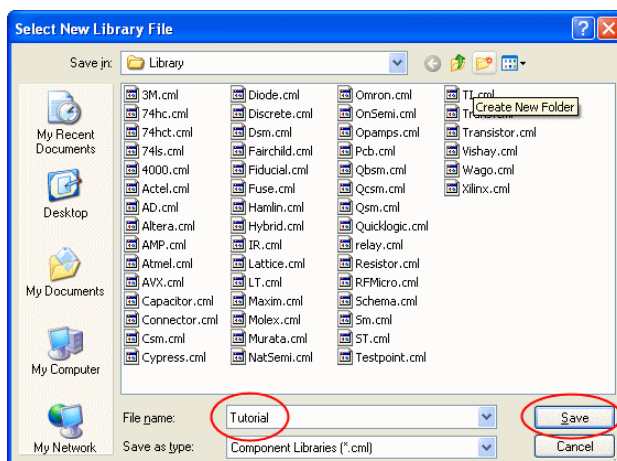 Select New Library File
Save in: Library
My Recent Documents
Desktop
My Documents
My Computer
My Network
3M.cml
74hc.cml
74hct.cml
74ls.cml
4000.cml
Actel.cml
AD.cml
Altera.cml
AMP.cml
Atmel.cml
AVX.cml
Capacitor.cml
Connector.cml
Csm.cml
Cypress.cml
Diode.cml
Discrete.cml
Dsm.cml
Fairchild.cml
Fiducial.cml
Fuse.cml
Hamlin.cml
Hybrid.cml
IR.cml
Lattice.cml
LT.cml
Maxim.cml
Molex.cml
Murata.cml
NatSemi.cml
Omron.cml
OnSemi.cml
Opamps.cml
Pcb.cml
Qbsm.cml
Qcsm.cml
Qsm.cml
Quicklogic.cml
relay.cml
Resistor.cml
RFMicro.cml
Schema.cml
Sm.cml
ST.cml
Testpoint.cml
TI.cml
Create New Folder
Transistor.cml
Vishay.cml
Wago.cml
Xilinx.cml
File name: Tutorial Save
Save as type: Component Libraries (*.cml) Cancel